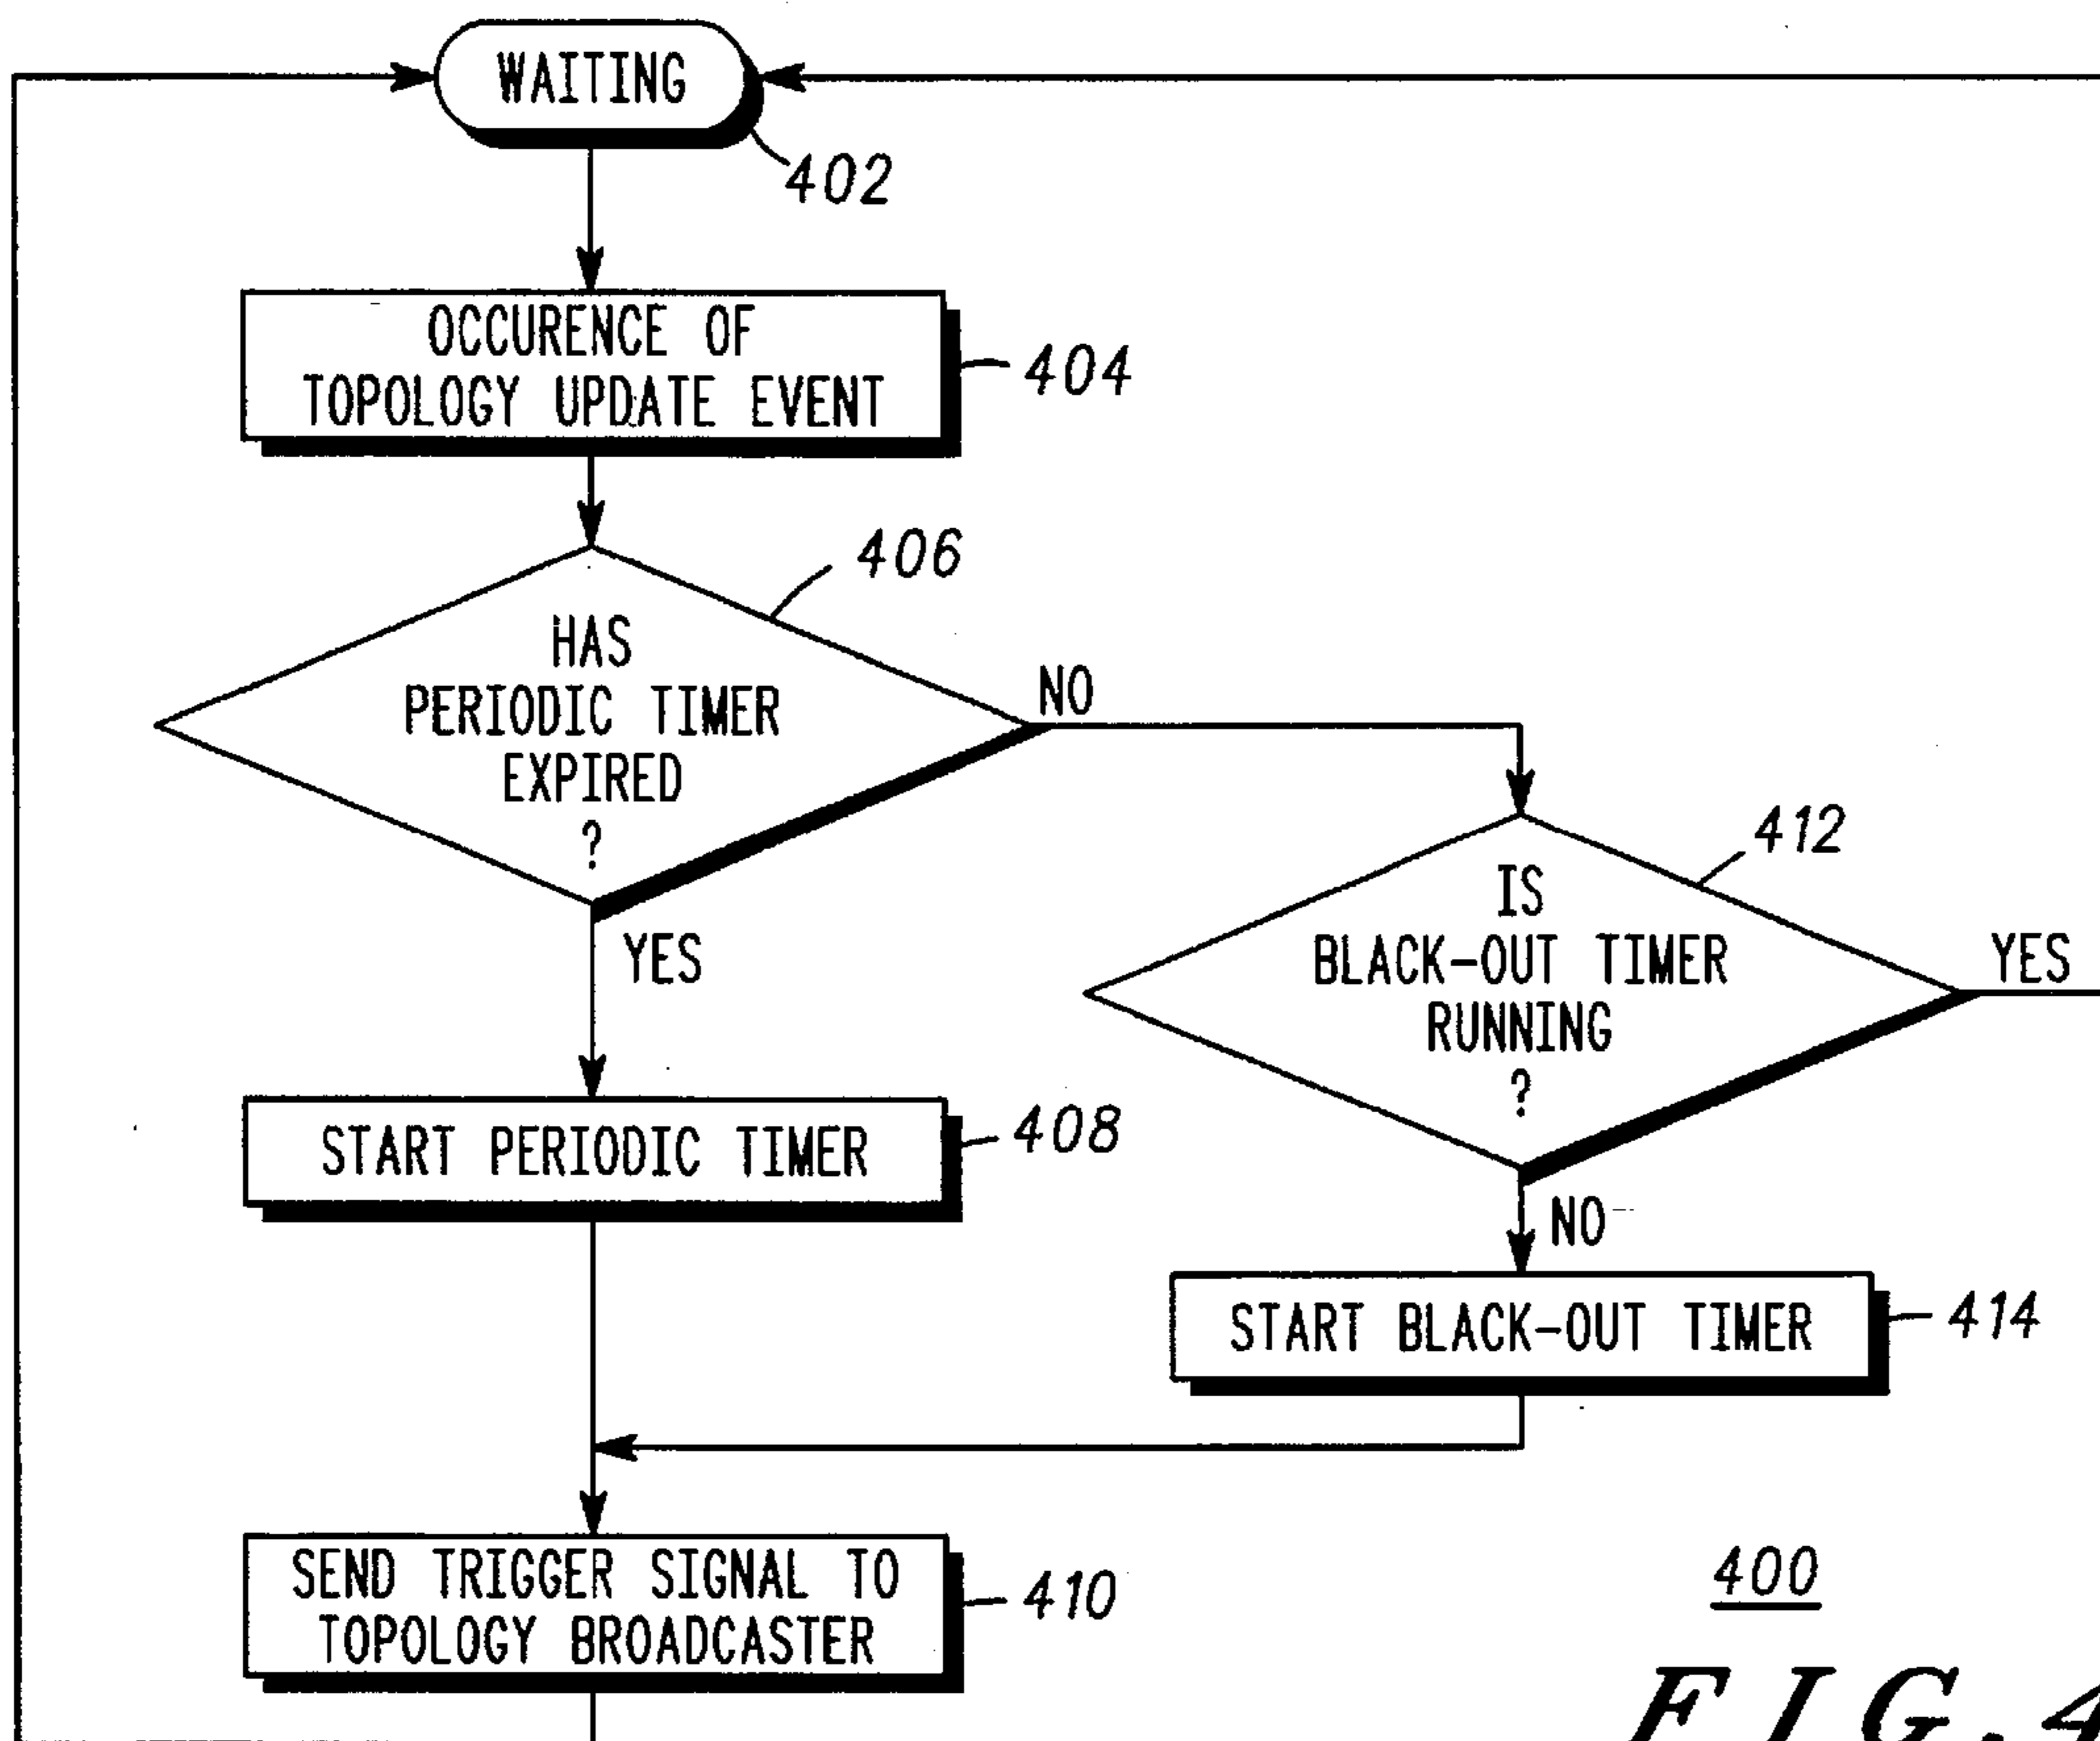 WAITING
402
OCCURENCE OF
TOPOLOGY UPDATE EVENT
404
406
HAS
PERIODIC TIMER
EXPIRED
?
NO
YES
412
IS
BLACK-OUT TIMER
RUNNING
?
YES
NO
START PERIODIC TIMER
408
START BLACK-OUT TIMER
414
SEND TRIGGER SIGNAL TO
TOPOLOGY BROADCASTER
410
400
FIG.4